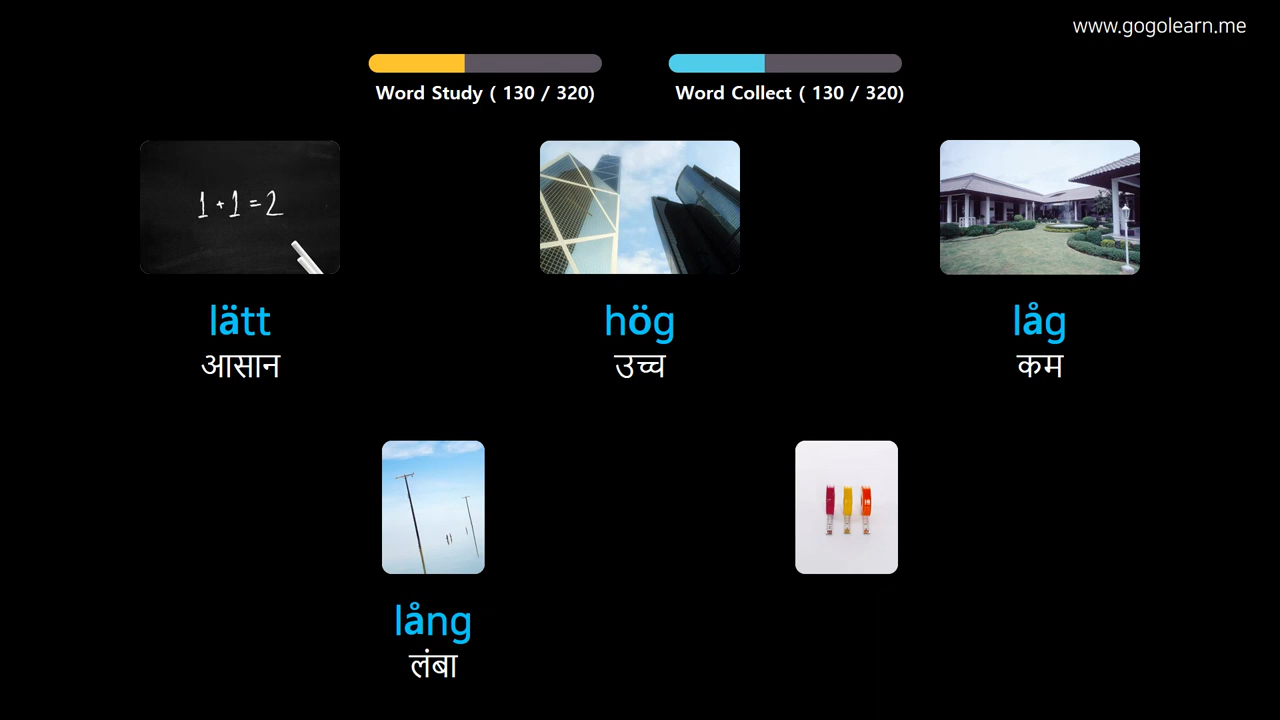 www.gogolearn.me
Word Study ( 130 / 320)
Word Collect ( 130 / 320)
1 + 1 = 2
lätt
आसान
hög
उच्च
låg
कम
lång
लंबा